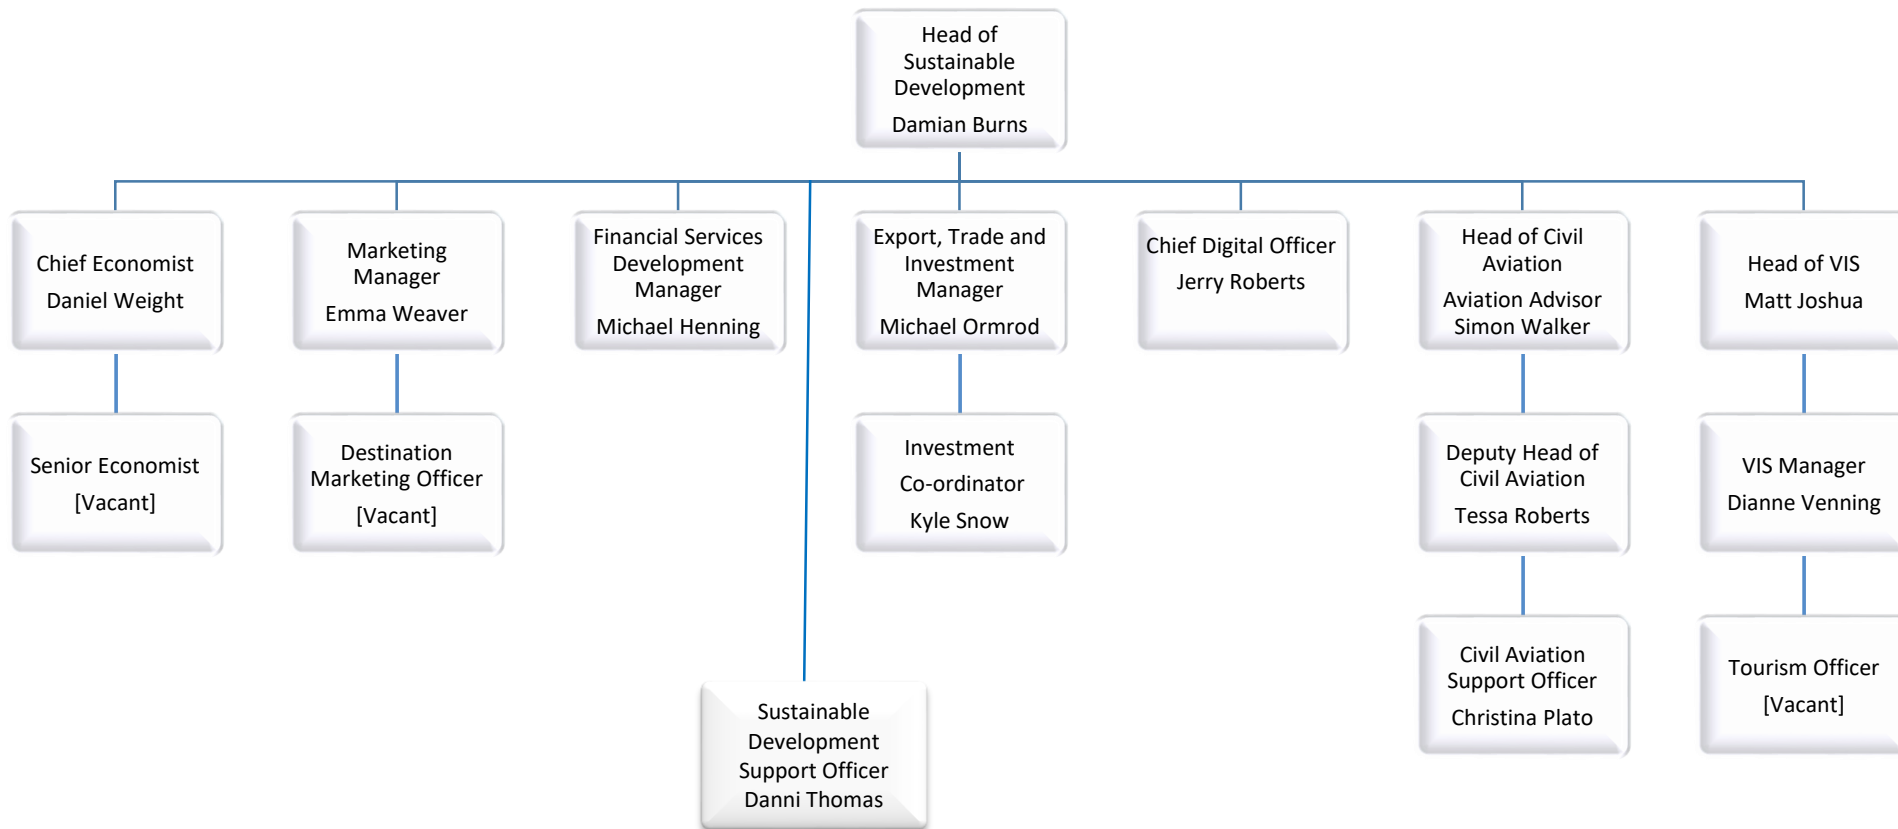 Head of
Sustainable
Development
Damian Burns
Chief Economist
Daniel Weight
Marketing
Manager
Emma Weaver
Financial Services
Development
Manager
Michael Henning
Export, Trade and
Investment
Manager
Michael Ormrod
Chief Digital Officer
Jerry Roberts
Head of Civil
Aviation
Aviation Advisor
Simon Walker
Head of VIS
Matt Joshua
Senior Economist
[Vacant]
Destination
Marketing Officer
[Vacant]
Investment
Co-ordinator
Kyle Snow
Deputy Head of
Civil Aviation
Tessa Roberts
VIS Manager
Dianne Venning
Sustainable
Development
Support Officer
Danni Thomas
Civil Aviation
Support Officer
Christina Plato
Tourism Officer
[Vacant]